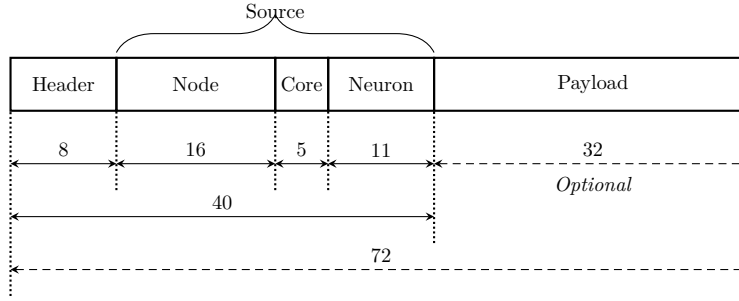 Source
Header Node Core Neuron Payload
8 16 5 11 32
Optional
40
72